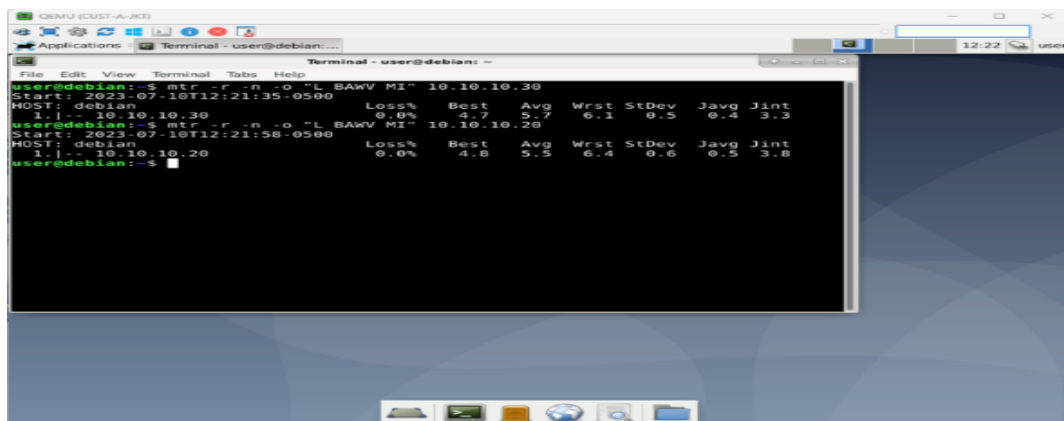 QEMU (CUST-A-JKT)
Applications Terminal - user@debian:... 12:22 user
Terminal - user@debian: ~
File Edit View Terminal Tabs Help
user@debian:~$ mtr -r -n -o "L BAWV MI" 10.10.10.30
Start: 2023-07-10T12:21:35-0500
HOST: debian Loss% Best Avg Wrst StDev Javg Jint
1.|-- 10.10.10.30 0.0% 4.7 5.7 6.1 0.5 0.4 3.3
user@debian:~$ mtr -r -n -o "L BAWV MI" 10.10.10.20
Start: 2023-07-10T12:21:58-0500
HOST: debian Loss% Best Avg Wrst StDev Javg Jint
1.|-- 10.10.10.20 0.0% 4.8 5.5 6.4 0.6 0.5 3.8
user@debian:~$